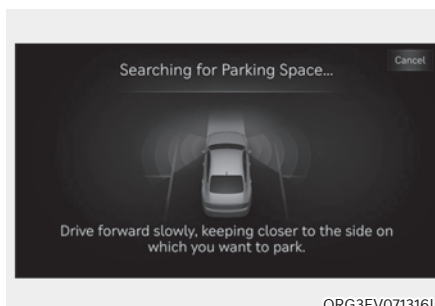 Cancel
Searching for Parking Space...
Drive forward slowly, keeping closer to the side on
which you want to park.
ORG3EV071316L